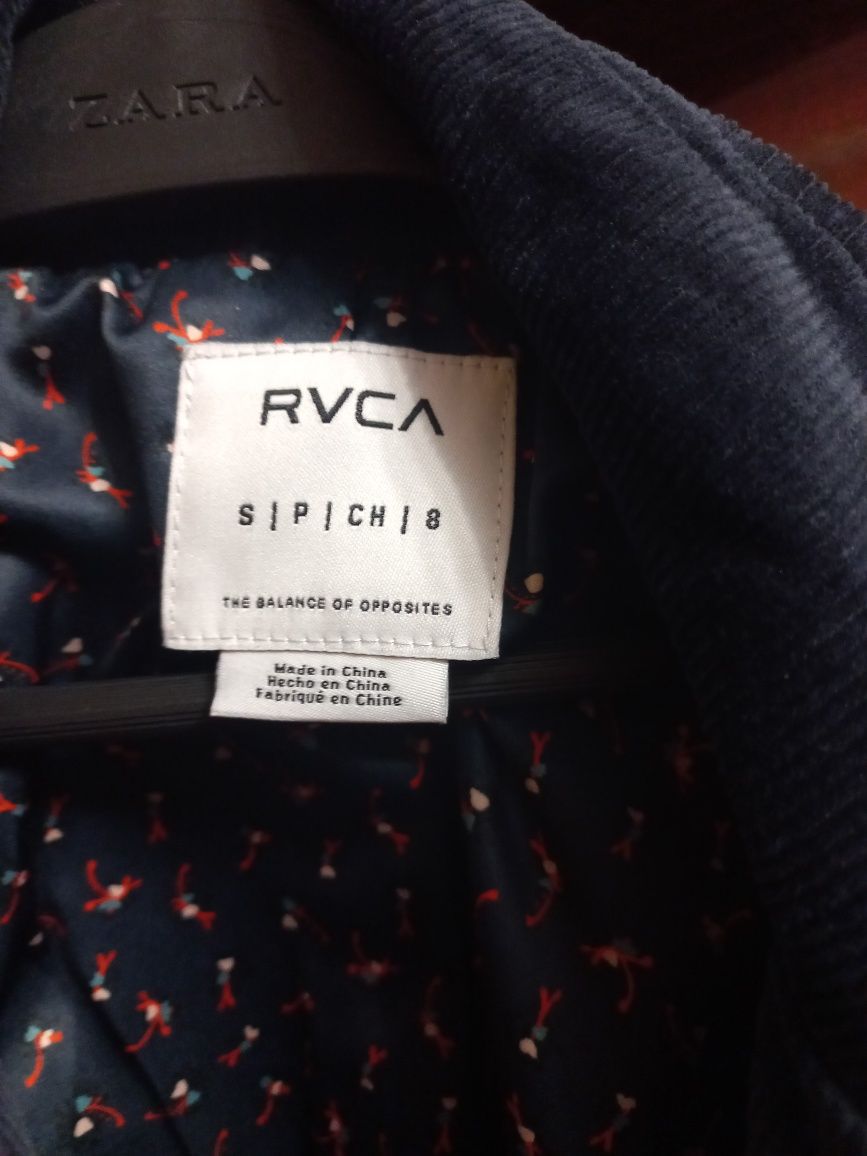 ZARA
RVCA
S | P | CH | 8
THE BALANCE OF OPPOSITES
Made in China
Hecho en China
Fabriqué en Chine